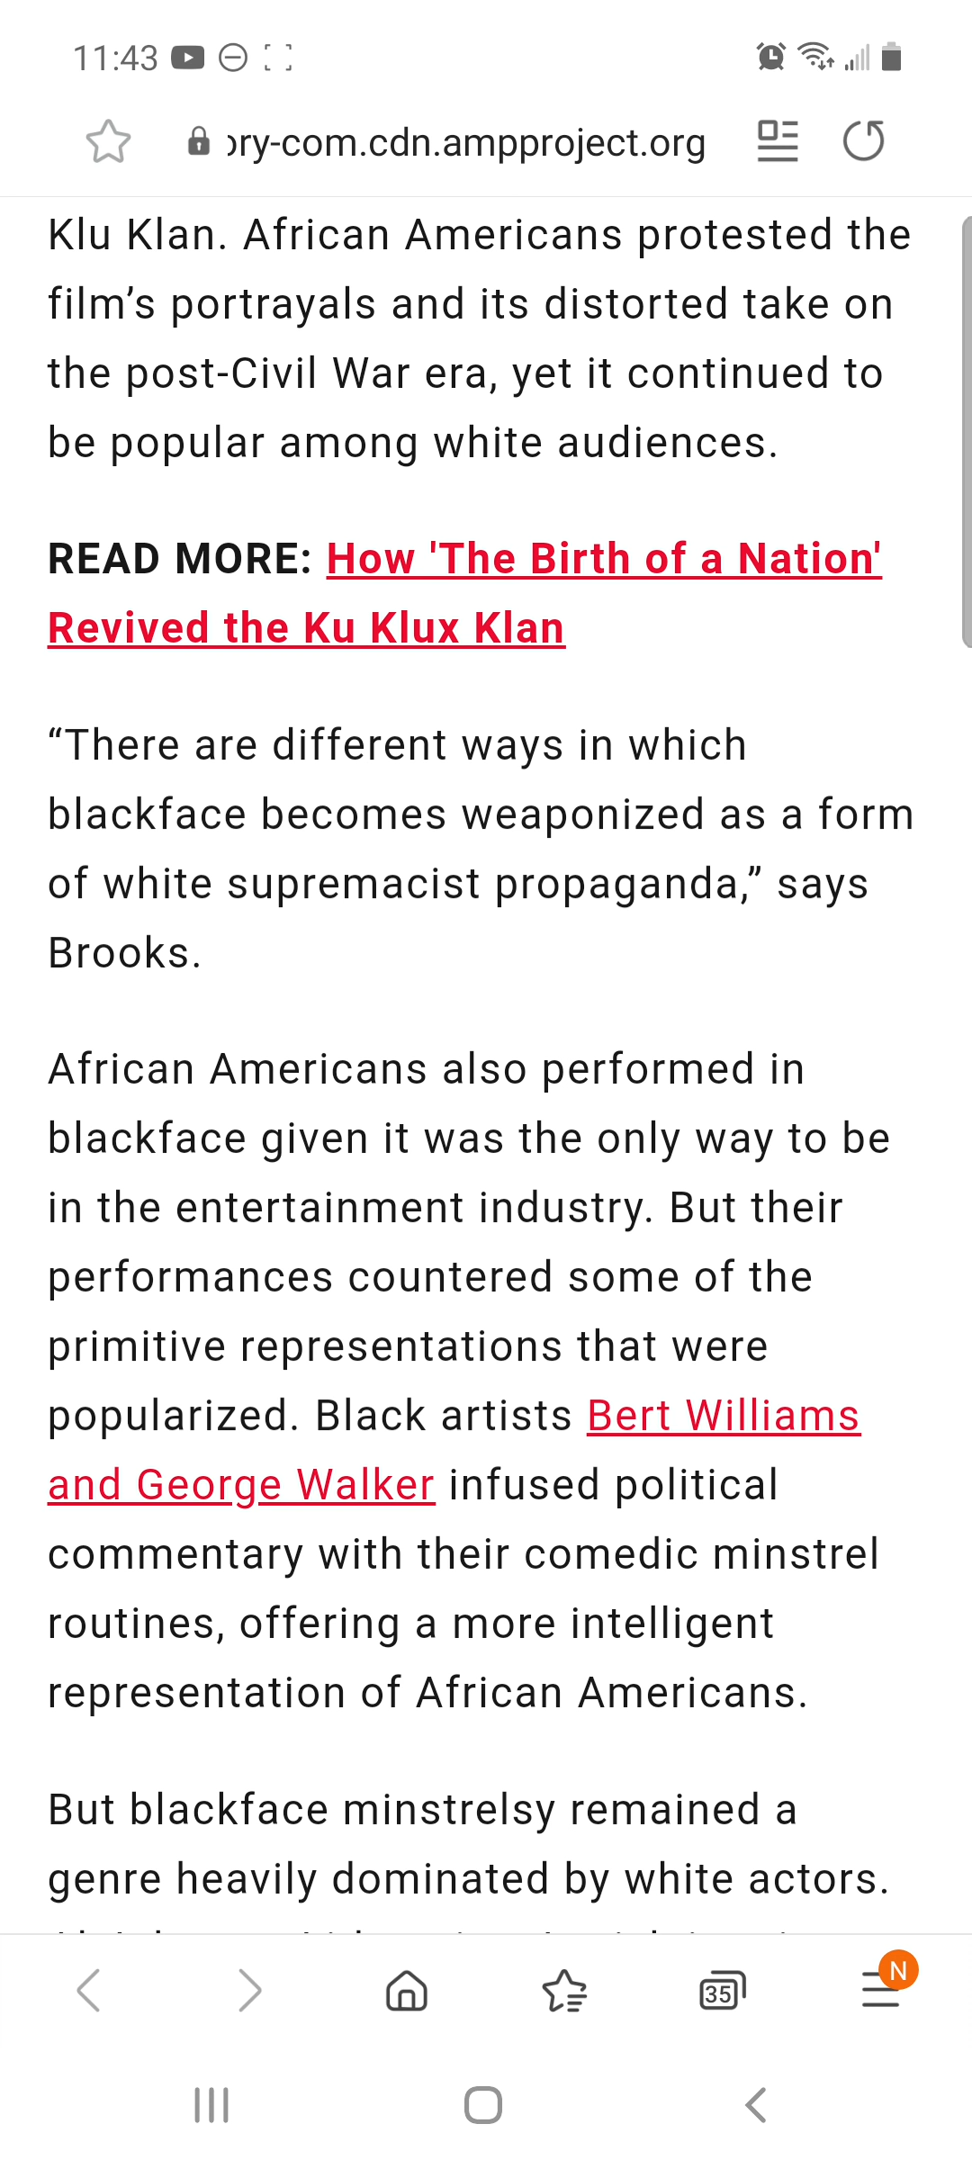 11:43
ory-com.cdn.ampproject.org
Klu Klan. African Americans protested the
film’s portrayals and its distorted take on
the post-Civil War era, yet it continued to
be popular among white audiences.
READ MORE: How 'The Birth of a Nation'
Revived the Ku Klux Klan
“There are different ways in which
blackface becomes weaponized as a form
of white supremacist propaganda,” says
Brooks.
African Americans also performed in
blackface given it was the only way to be
in the entertainment industry. But their
performances countered some of the
primitive representations that were
popularized. Black artists Bert Williams
and George Walker infused political
commentary with their comedic minstrel
routines, offering a more intelligent
representation of African Americans.
But blackface minstrelsy remained a
genre heavily dominated by white actors.
35
N